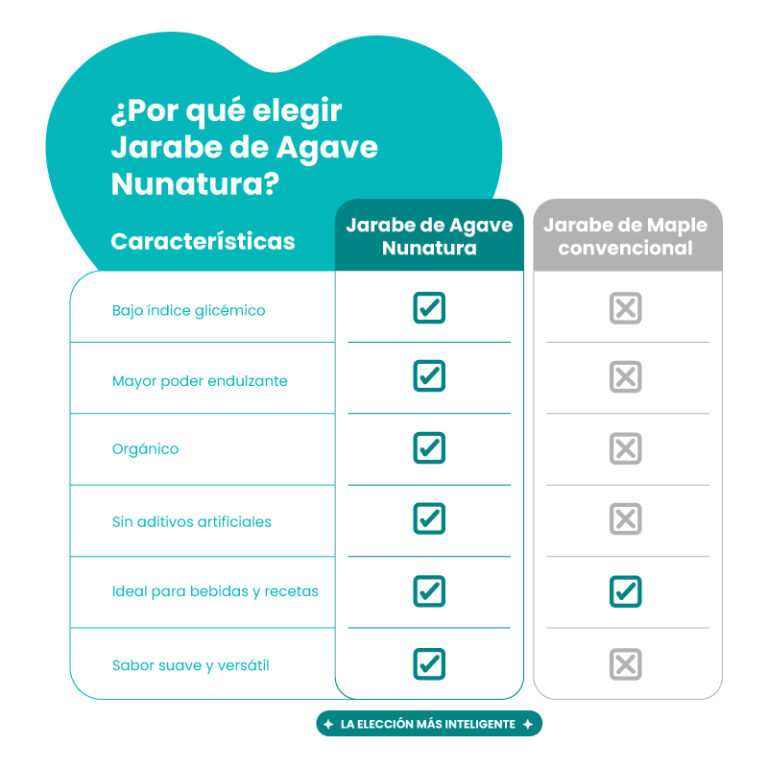 ¿Por qué elegir
Jarabe de Agave
Nunatura?
Características
Jarabe de Agave
Nunatura
Jarabe de Maple
convencional
Bajo índice glicémico
Mayor poder endulzante
Orgánico
Sin aditivos artificiales
Ideal para bebidas y recetas
Sabor suave y versátil
LA ELECCIÓN MÁS INTELIGENTE